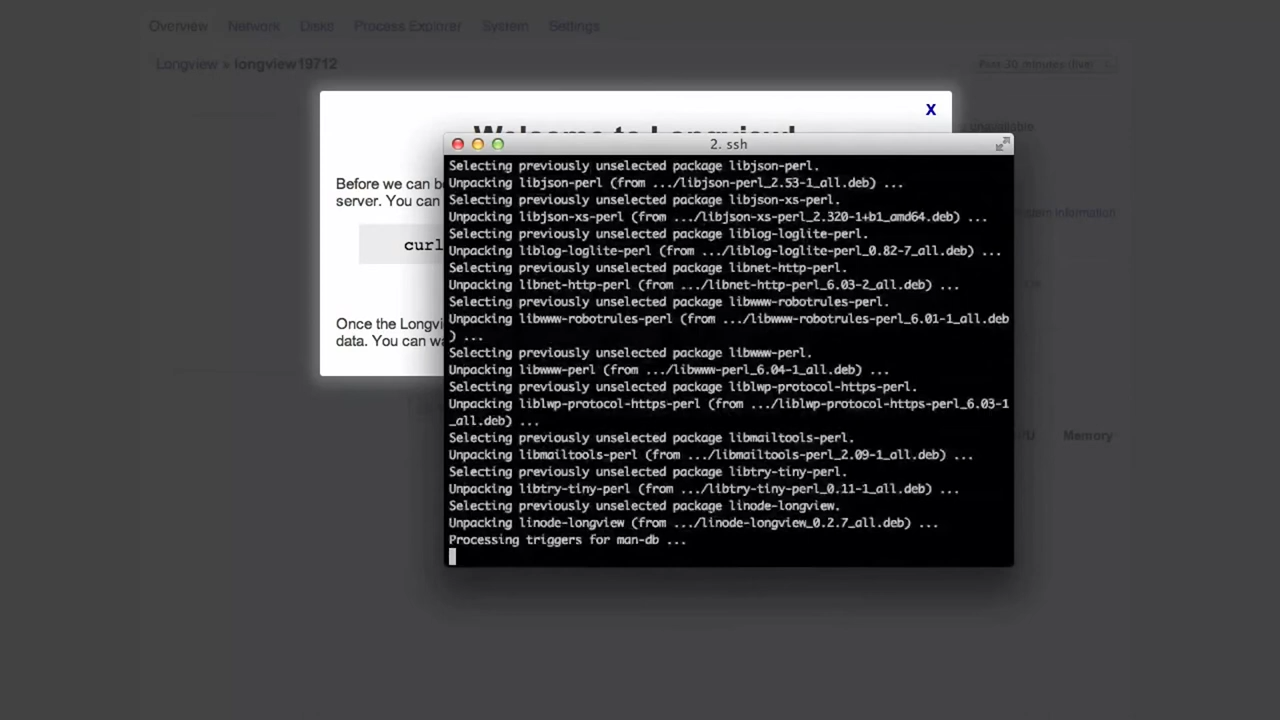 Overview Network Disks Process Explorer System Settings
Longview » longview19712
Past 30 minutes (live)
X
Welcome to Longview!
unavailable
Before we can be
server. You can
System Information
curl
Once the Longvi
data. You can wa
Memory
2. ssh
Selecting previously unselected package libjson-perl.
Unpacking libjson-perl (from .../libjson-perl_2.53-1_all.deb) ...
Selecting previously unselected package libjson-xs-perl.
Unpacking libjson-xs-perl (from .../libjson-xs-perl_2.320-1+b1_amd64.deb) ...
Selecting previously unselected package liblog-loglite-perl.
Unpacking liblog-loglite-perl (from .../liblog-loglite-perl_0.82-7_all.deb) ...
Selecting previously unselected package libnet-http-perl.
Unpacking libnet-http-perl (from .../libnet-http-perl_6.03-2_all.deb) ...
Selecting previously unselected package libwww-robotrules-perl.
Unpacking libwww-robotrules-perl (from .../libwww-robotrules-perl_6.01-1_all.deb
) ...
Selecting previously unselected package libwww-perl.
Unpacking libwww-perl (from .../libwww-perl_6.04-1_all.deb) ...
Selecting previously unselected package liblwp-protocol-https-perl.
Unpacking liblwp-protocol-https-perl (from .../liblwp-protocol-https-perl_6.03-1
_all.deb) ...
Selecting previously unselected package libmailtools-perl.
Unpacking libmailtools-perl (from .../libmailtools-perl_2.09-1_all.deb) ...
Selecting previously unselected package libtry-tiny-perl.
Unpacking libtry-tiny-perl (from .../libtry-tiny-perl_0.11-1_all.deb) ...
Selecting previously unselected package linode-longview.
Unpacking linode-longview (from .../linode-longview_0.2.7_all.deb) ...
Processing triggers for man-db ...